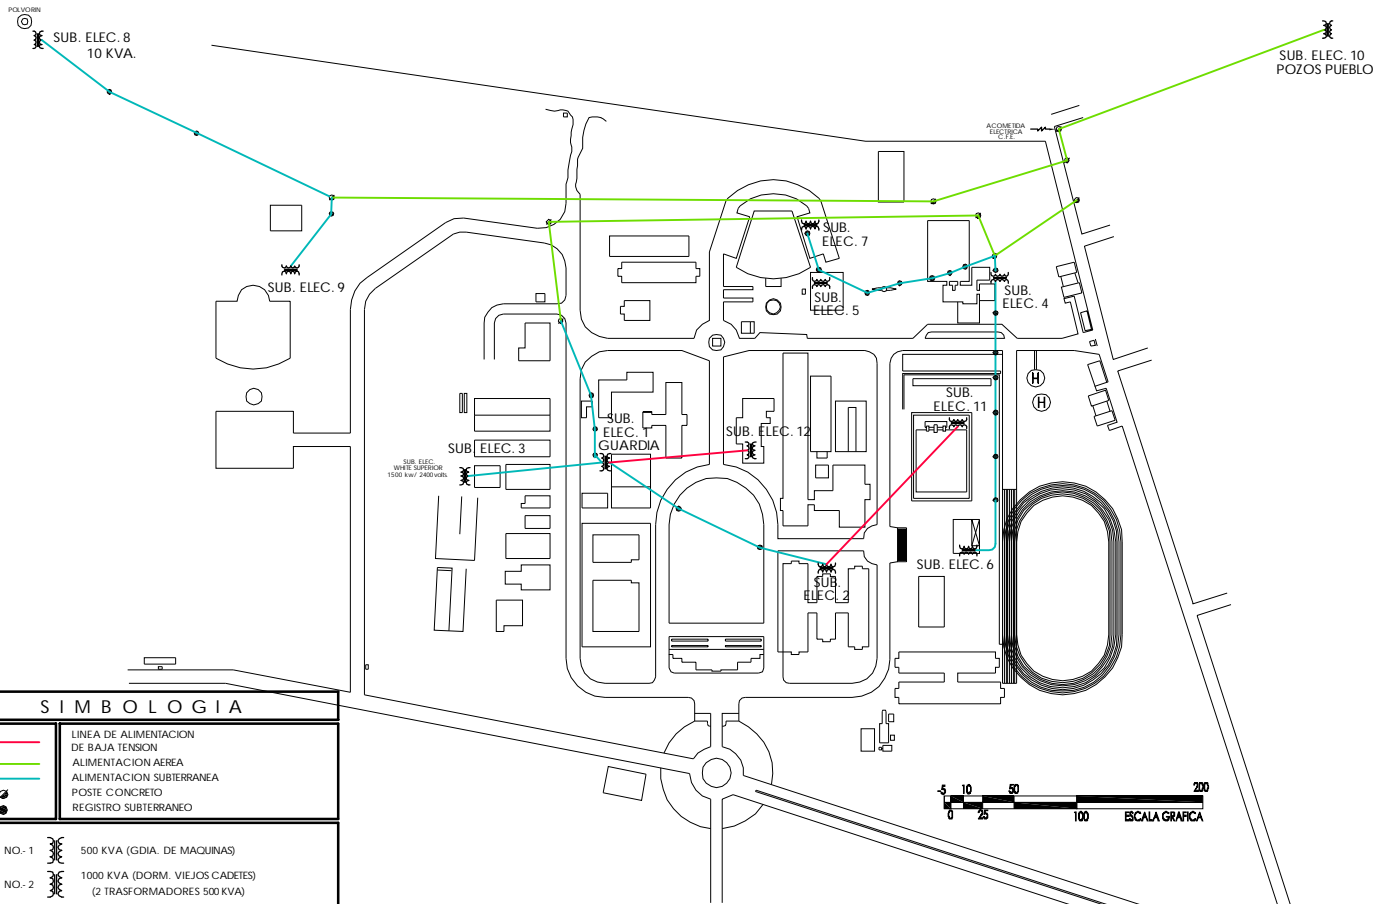 POLVORIN
SUB. ELEC. 8
10 KVA.
SUB. ELEC. 10
POZOS PUEBLO
ACOMETIDA
ELECTRICA
C.F.E.
SUB.
ELEC. 7
SUB. ELEC. 9
SUB.
ELEC. 5
SUB.
ELEC. 4
H
H
SUB.
ELEC. 11
SUB.
ELEC. 1
GUARDIA
SUB. ELEC. 12
SUB. ELEC. 3
SUB. ELEC.
WHITE SUPERIOR
1500 kw/ 2400volts.
SUB. ELEC. 6
SUB.
ELEC. 2
SIMBOLOGIA
LINEA DE ALIMENTACION
DE BAJA TENSION
ALIMENTACION AEREA
ALIMENTACION SUBTERRANEA
POSTE CONCRETO
REGISTRO SUBTERRANEO
NO.- 1 500 KVA (GDIA. DE MAQUINAS)
NO.- 2 1000 KVA (DORM. VIEJOS CADETES)
(2 TRASFORMADORES 500 KVA)
-5 10 50 200
0 25 100 ESCALA GRAFICA